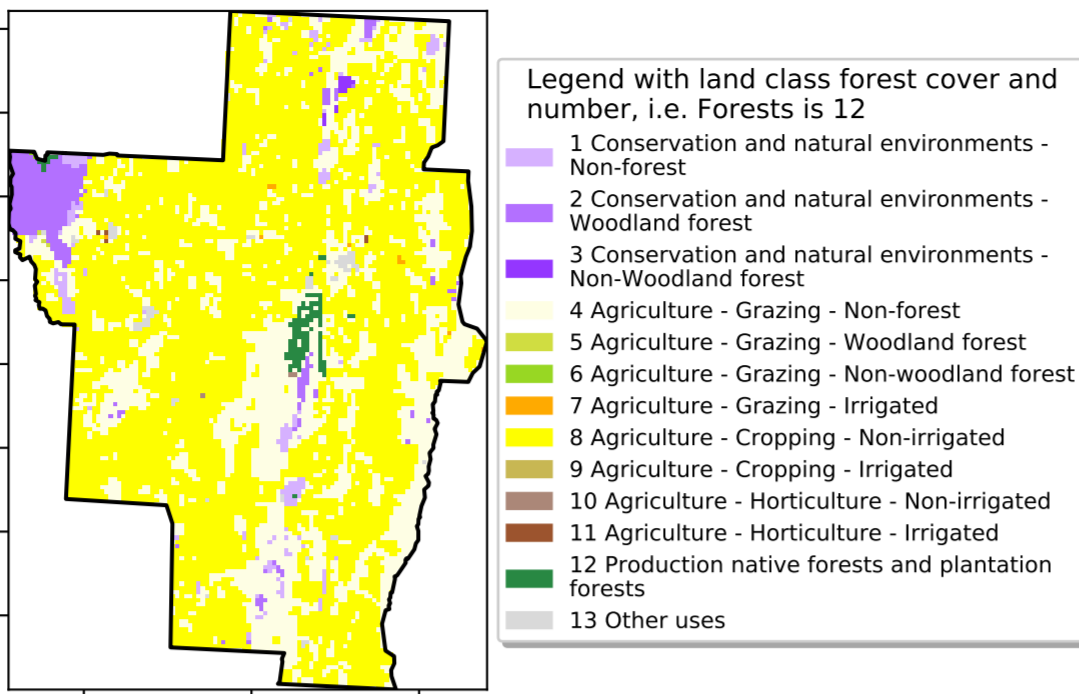 Legend with land class forest cover and
number, i.e. Forests is 12
1 Conservation and natural environments -
Non-forest
2 Conservation and natural environments -
Woodland forest
3 Conservation and natural environments -
Non-Woodland forest
4 Agriculture - Grazing - Non-forest
5 Agriculture - Grazing - Woodland forest
6 Agriculture - Grazing - Non-woodland forest
7 Agriculture - Grazing - Irrigated
8 Agriculture - Cropping - Non-irrigated
9 Agriculture - Cropping - Irrigated
10 Agriculture - Horticulture - Non-irrigated
11 Agriculture - Horticulture - Irrigated
12 Production native forests and plantation
forests
13 Other uses